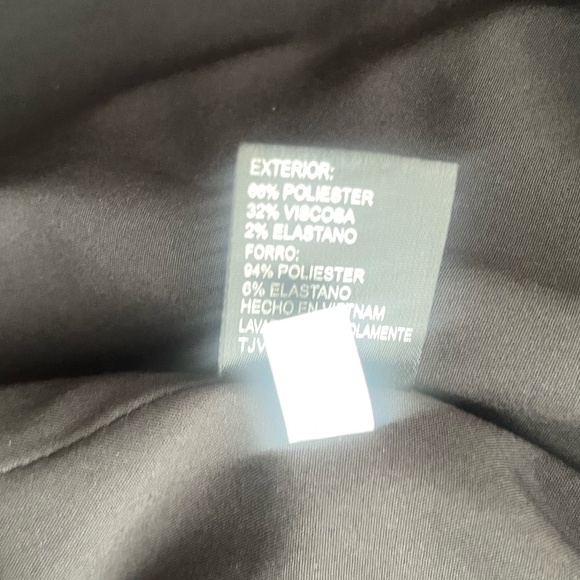 EXTERIOR:
66% POLIESTER
32% VISCOSA
2% ELASTANO
FORRO:
94% POLIESTER
6% ELASTANO
HECHO EN VIETNAM